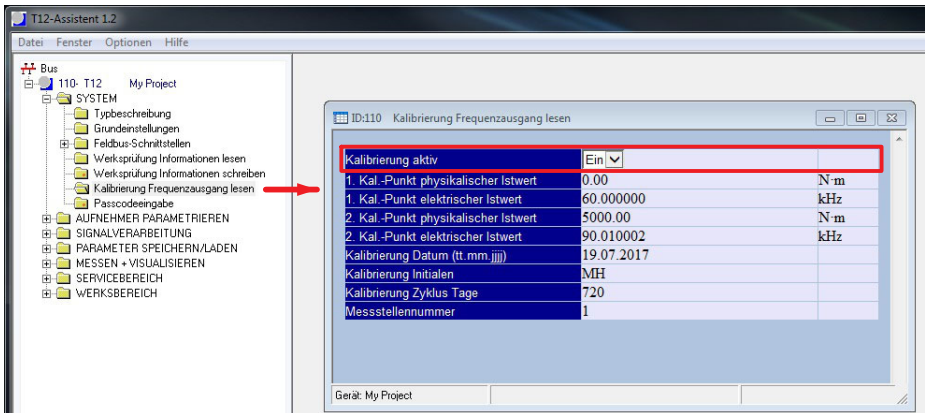 T12-Assistent 1.2
Datei Fenster Optionen Hilfe
Bus
110- T12 My Project
SYSTEM
Typbeschreibung
Grundeinstellungen
Feldbus-Schnittstellen
Werksprüfung Informationen lesen
Werksprüfung Informationen schreiben
Kalibrierung Frequenzausgang lesen
Passcodeeingabe
AUFNEHMER PARAMETRIEREN
SIGNALVERARBEITUNG
PARAMETER SPEICHERN/LADEN
MESSEN + VISUALISIEREN
SERVICEBEREICH
WERKSBEREICH
ID:110 Kalibrierung Frequenzausgang lesen
Kalibrierung aktiv Ein
1. Kal.-Punkt physikalischer Istwert 0.00 N·m
1. Kal.-Punkt elektrischer Istwert 60.000000 kHz
2. Kal.-Punkt physikalischer Istwert 5000.00 N·m
2. Kal.-Punkt elektrischer Istwert 90.010002 kHz
Kalibrierung Datum (tt.mm.jjjj) 19.07.2017
Kalibrierung Initialen MH
Kalibrierung Zyklus Tage 720
Messstellennummer 1
Gerät: My Project